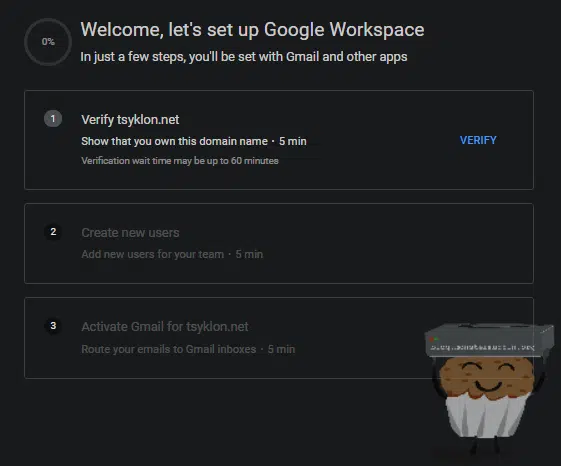 0%
Welcome, let's set up Google Workspace
In just a few steps, you'll be set with Gmail and other apps
1
Verify tsyklon.net
Show that you own this domain name · 5 min
Verification wait time may be up to 60 minutes
VERIFY
2
Create new users
Add new users for your team · 5 min
3
Activate Gmail for tsyklon.net
Route your emails to Gmail inboxes · 5 min